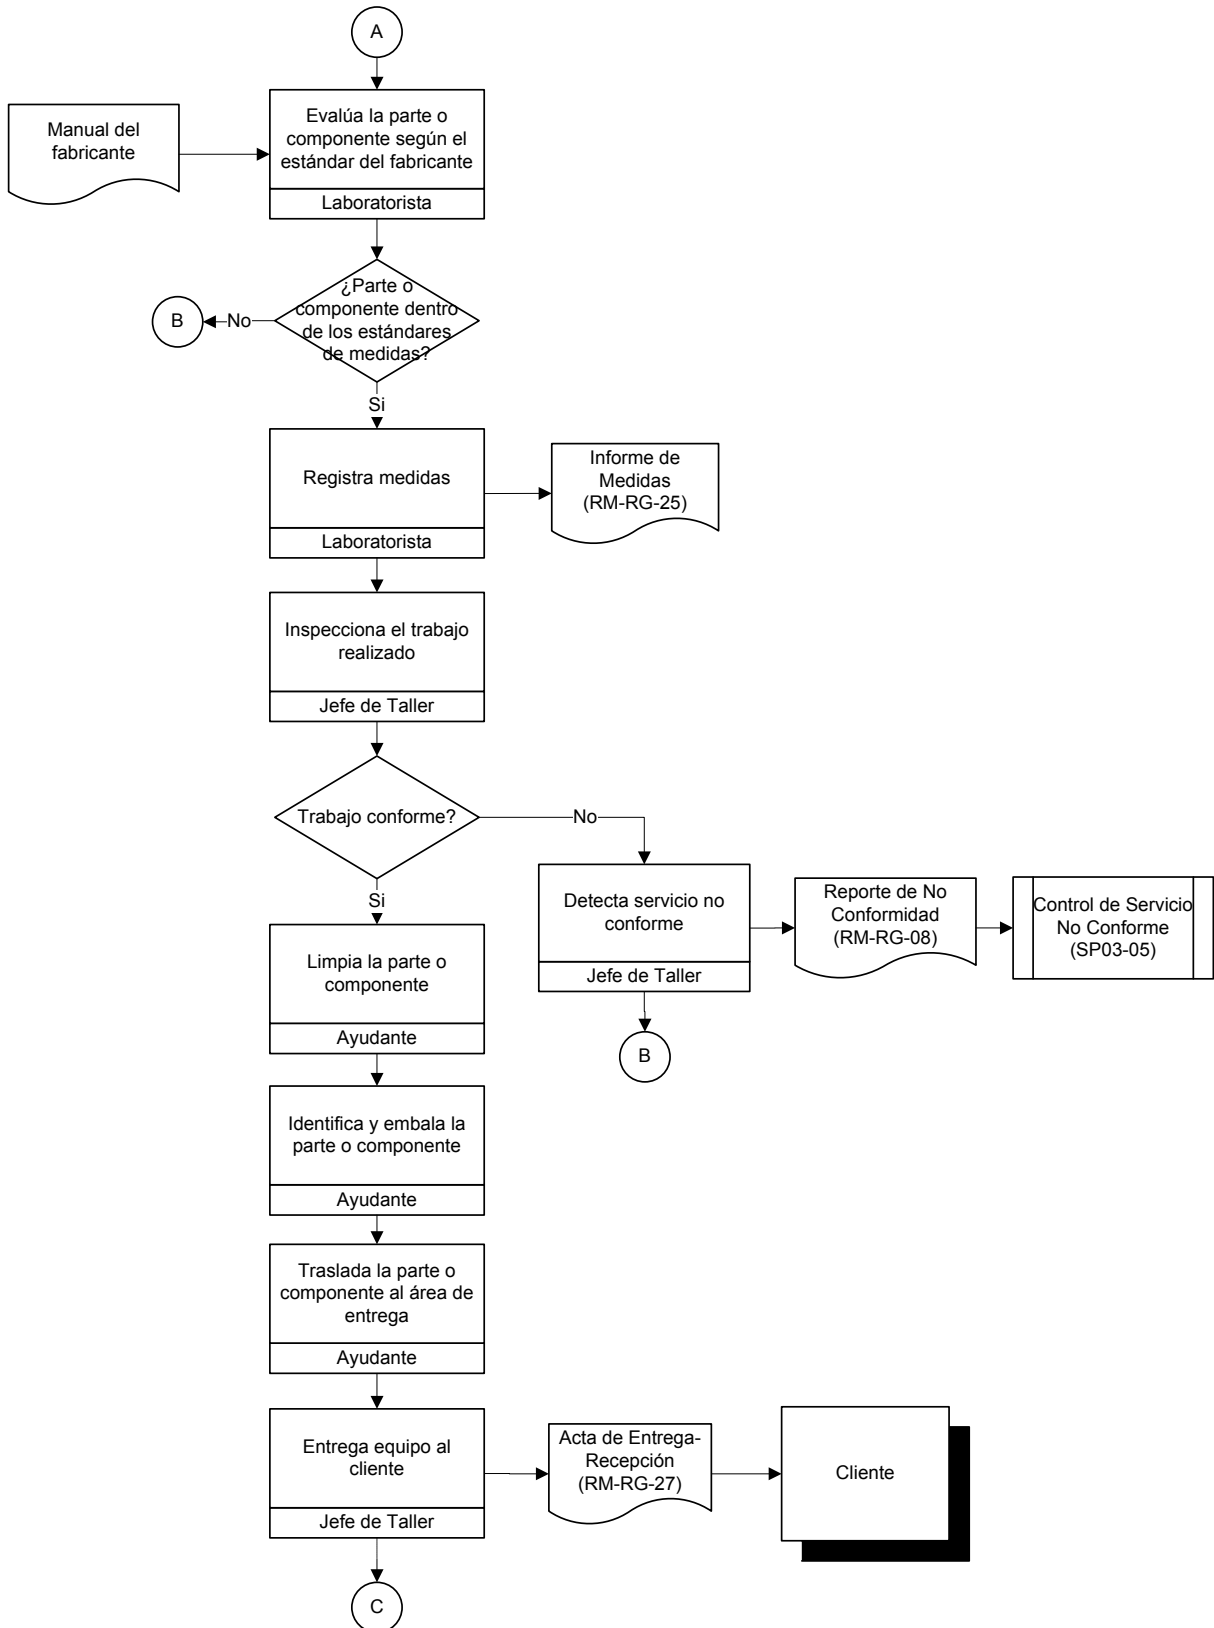 A
Manual del
fabricante
Evalúa la parte o
componente según el
estándar del fabricante
Laboratorista
¿Parte o
componente dentro
de los estándares
de medidas?
No
B
Si
Registra medidas
Laboratorista
Informe de
Medidas
(RM-RG-25)
Inspecciona el trabajo
realizado
Jefe de Taller
Trabajo conforme?
No
Si
Detecta servicio no
conforme
Jefe de Taller
Reporte de No
Conformidad
(RM-RG-08)
Control de Servicio
No Conforme
(SP03-05)
B
Limpia la parte o
componente
Ayudante
Identifica y embala la
parte o componente
Ayudante
Traslada la parte o
componente al área de
entrega
Ayudante
Entrega equipo al
cliente
Jefe de Taller
Acta de Entrega-
Recepción
(RM-RG-27)
Cliente
C